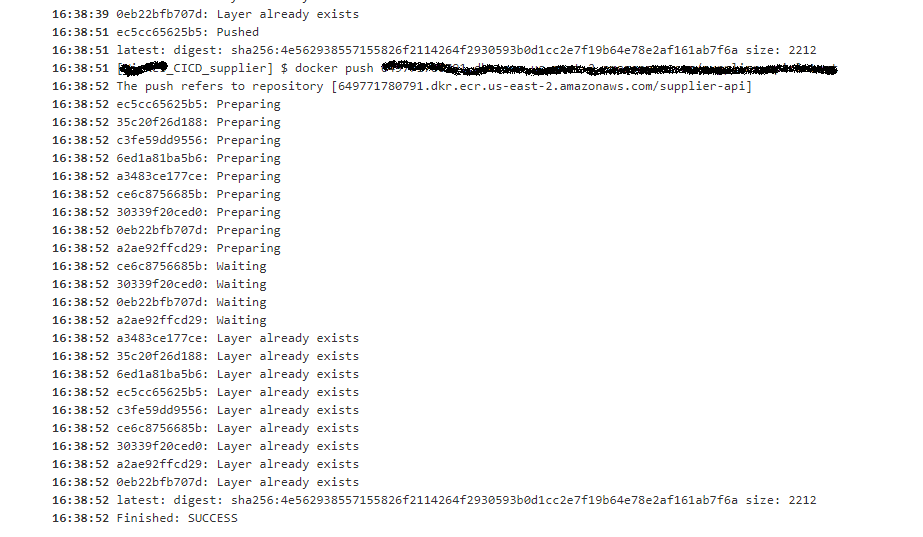 16:38:39 0eb22bfb707d: Layer already exists
16:38:51 ec5cc65625b5: Pushed
16:38:51 latest: digest: sha256:4e562938557155826f2114264f2930593b0d1cc2e7f19b64e78e2af161ab7f6a size: 2212
16:38:51 [_CICD_supplier] $ docker push
16:38:52 The push refers to repository [649771780791.dkr.ecr.us-east-2.amazonaws.com/supplier-api]
16:38:52 ec5cc65625b5: Preparing
16:38:52 35c20f26d188: Preparing
16:38:52 c3fe59dd9556: Preparing
16:38:52 6ed1a81ba5b6: Preparing
16:38:52 a3483ce177ce: Preparing
16:38:52 ce6c8756685b: Preparing
16:38:52 30339f20ced0: Preparing
16:38:52 0eb22bfb707d: Preparing
16:38:52 a2ae92ffcd29: Preparing
16:38:52 ce6c8756685b: Waiting
16:38:52 30339f20ced0: Waiting
16:38:52 0eb22bfb707d: Waiting
16:38:52 a2ae92ffcd29: Waiting
16:38:52 a3483ce177ce: Layer already exists
16:38:52 35c20f26d188: Layer already exists
16:38:52 6ed1a81ba5b6: Layer already exists
16:38:52 ec5cc65625b5: Layer already exists
16:38:52 c3fe59dd9556: Layer already exists
16:38:52 ce6c8756685b: Layer already exists
16:38:52 30339f20ced0: Layer already exists
16:38:52 a2ae92ffcd29: Layer already exists
16:38:52 0eb22bfb707d: Layer already exists
16:38:52 latest: digest: sha256:4e562938557155826f2114264f2930593b0d1cc2e7f19b64e78e2af161ab7f6a size: 2212
16:38:52 Finished: SUCCESS